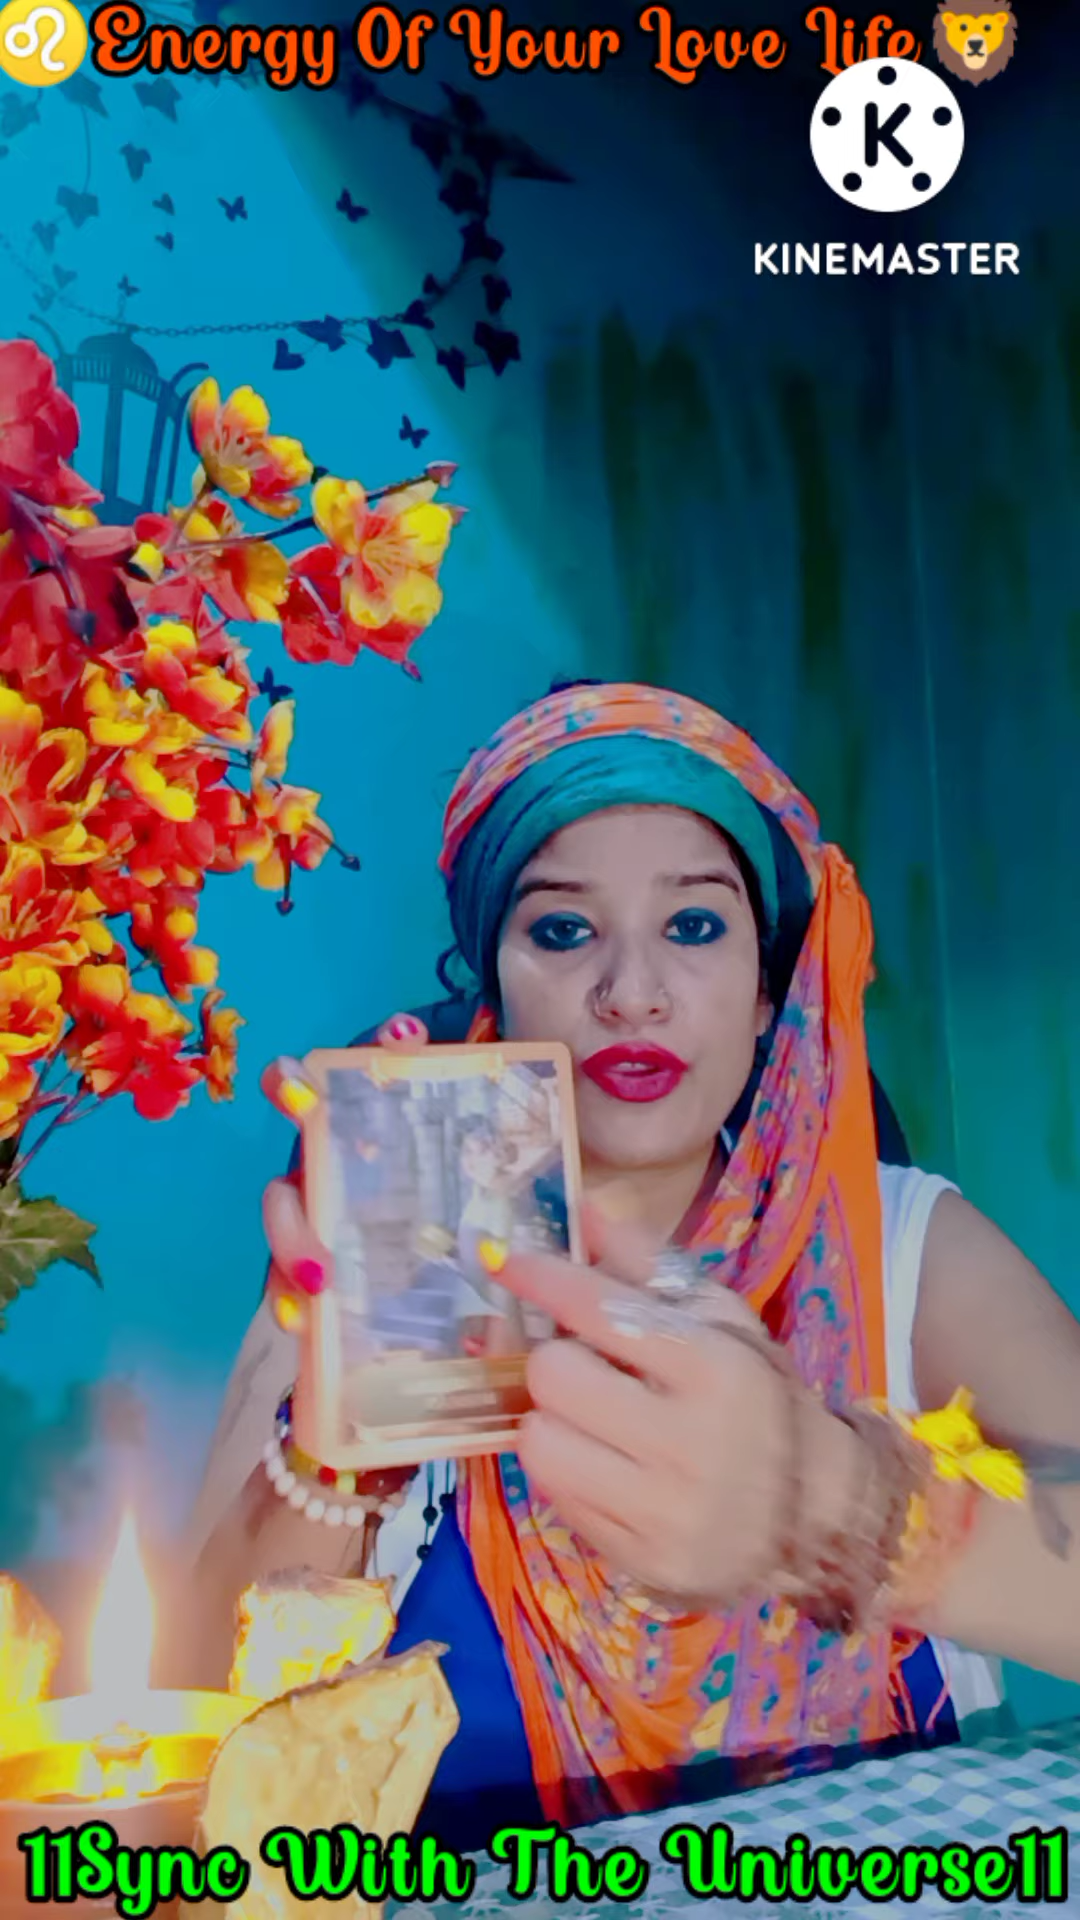 ♌Energy Of Your Love Life🦁
K
KINEMASTER
11Sync With The Universe11